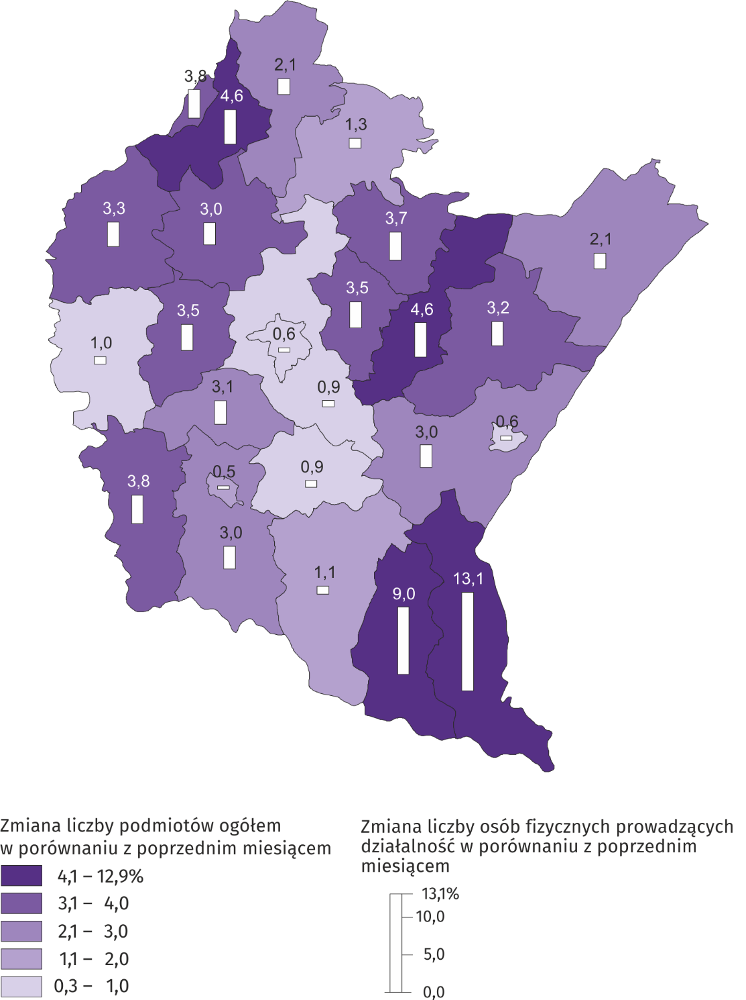 2,1
3,8
4,6
1,3
3,3
3,0
3,7
2,1
3,5
3,5
4,6
3,2
1,0
0,6
3,1
0,9
3,0
0,6
0,5
0,9
3,8
3,0
1,1
9,0
13,1
Zmiana liczby podmiotów ogółem
w porównaniu z poprzednim miesiącem
4,1 – 12,9%
3,1 – 4,0
2,1 – 3,0
1,1 – 2,0
0,3 – 1,0
Zmiana liczby osób fizycznych prowadzących
działalność w porównaniu z poprzednim
miesiącem
13,1%
10,0
5,0
0,0